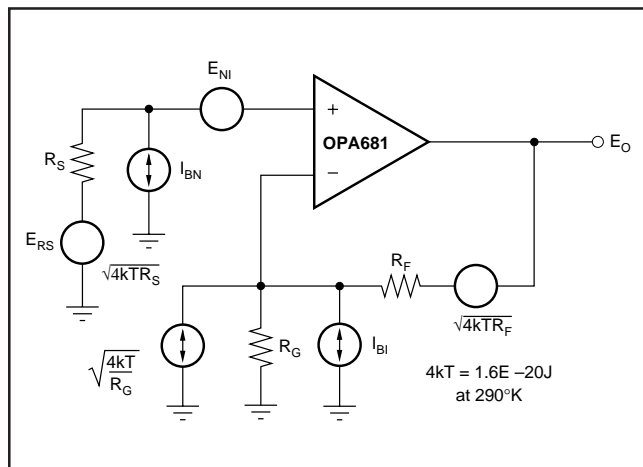 E_NI
+
OPA681
−
E_O
R_S
I_BN
E_RS
√4kTR_S
R_F
√4kTR_F
√4kT/R_G
R_G
I_BI
4kT = 1.6E –20J
at 290°K